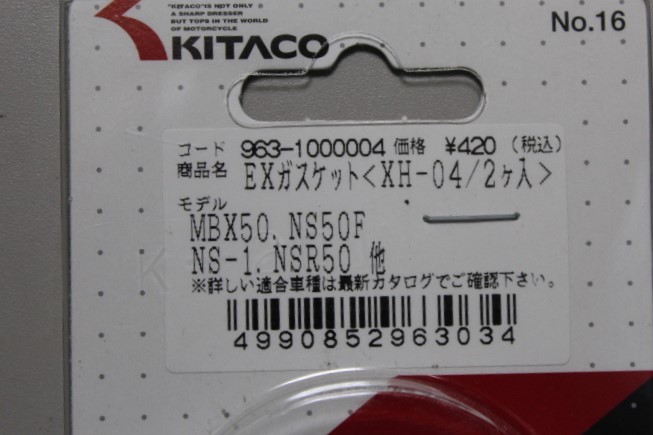 "KITACO"IS NOT ONLY
A SHARP DRESSER
BUT TOPS IN THE WORLD
OF MOTORCYCLE
KITACO
No.16
コード 963-1000004 価格 ¥420 (税込)
商品名 EXガスケット<XH-04/2ヶ入>
モデル
MBX50. NS50F
NS-1. NSR50 他
※詳しい適合車種は最新カタログでご確認下さい。
4990852963034